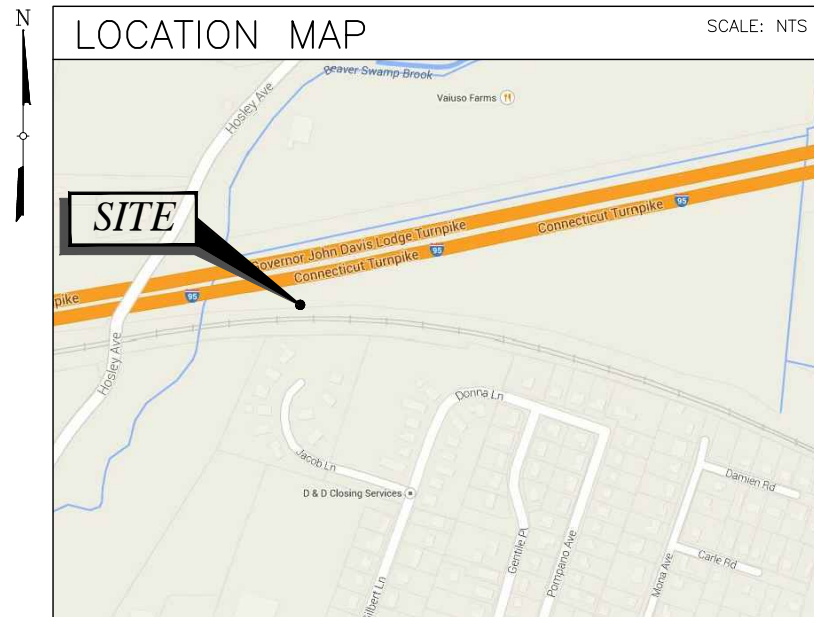 N
LOCATION MAP
SCALE: NTS
Beaver Swamp Brook
Vaiuso Farms
Hosley Ave
SITE
Governor John Davis Lodge Turnpike
Connecticut Turnpike
95
Connecticut Turnpike
95
95
pike
Hosley Ave
Donna Ln
Jacob Ln
D & D Closing Services
Gentile Pl
Pompano Ave
Mona Ave
Damien Rd
Carlie Rd
Gilbert Ln